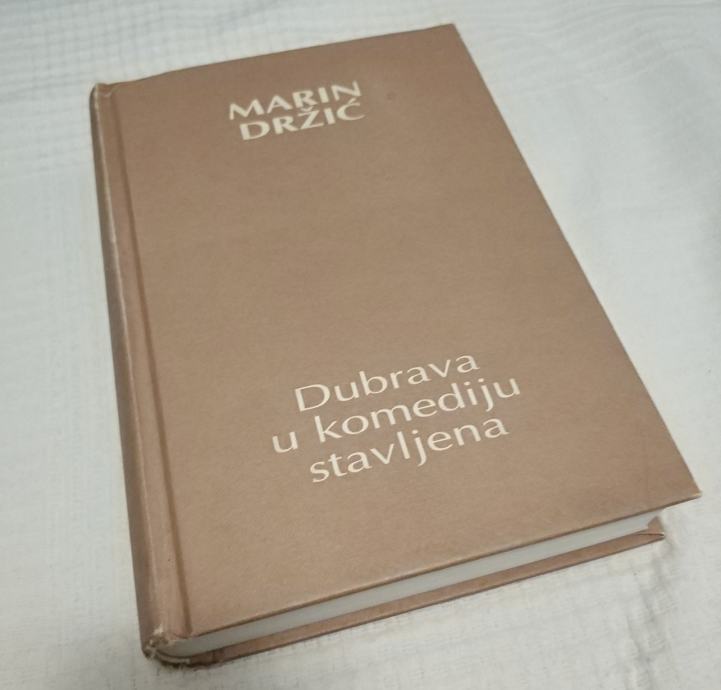 MARIN
DRŽIĆ
Dubrava
u komediju
stavljena